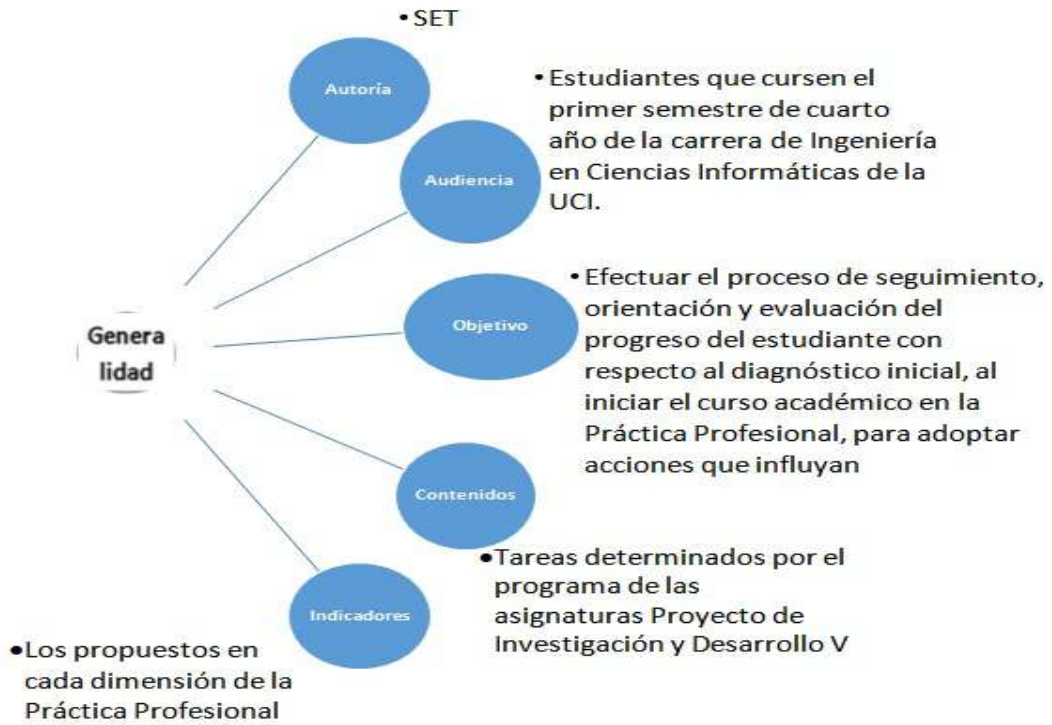 • SET
Autoría
• Estudiantes que cursen el
primer semestre de cuarto
año de la carrera de Ingeniería
en Ciencias Informáticas de la
UCI.
Audiencia
• Efectuar el proceso de seguimiento,
orientación y evaluación del
progreso del estudiante con
respecto al diagnóstico inicial, al
iniciar el curso académico en la
Práctica Profesional, para adoptar
acciones que influyan
Objetivo
Genera
lidad
Contenidos
•Tareas determinados por el
programa de las
asignaturas Proyecto de
Investigación y Desarrollo V
Indicadores
•Los propuestos en
cada dimensión de la
Práctica Profesional